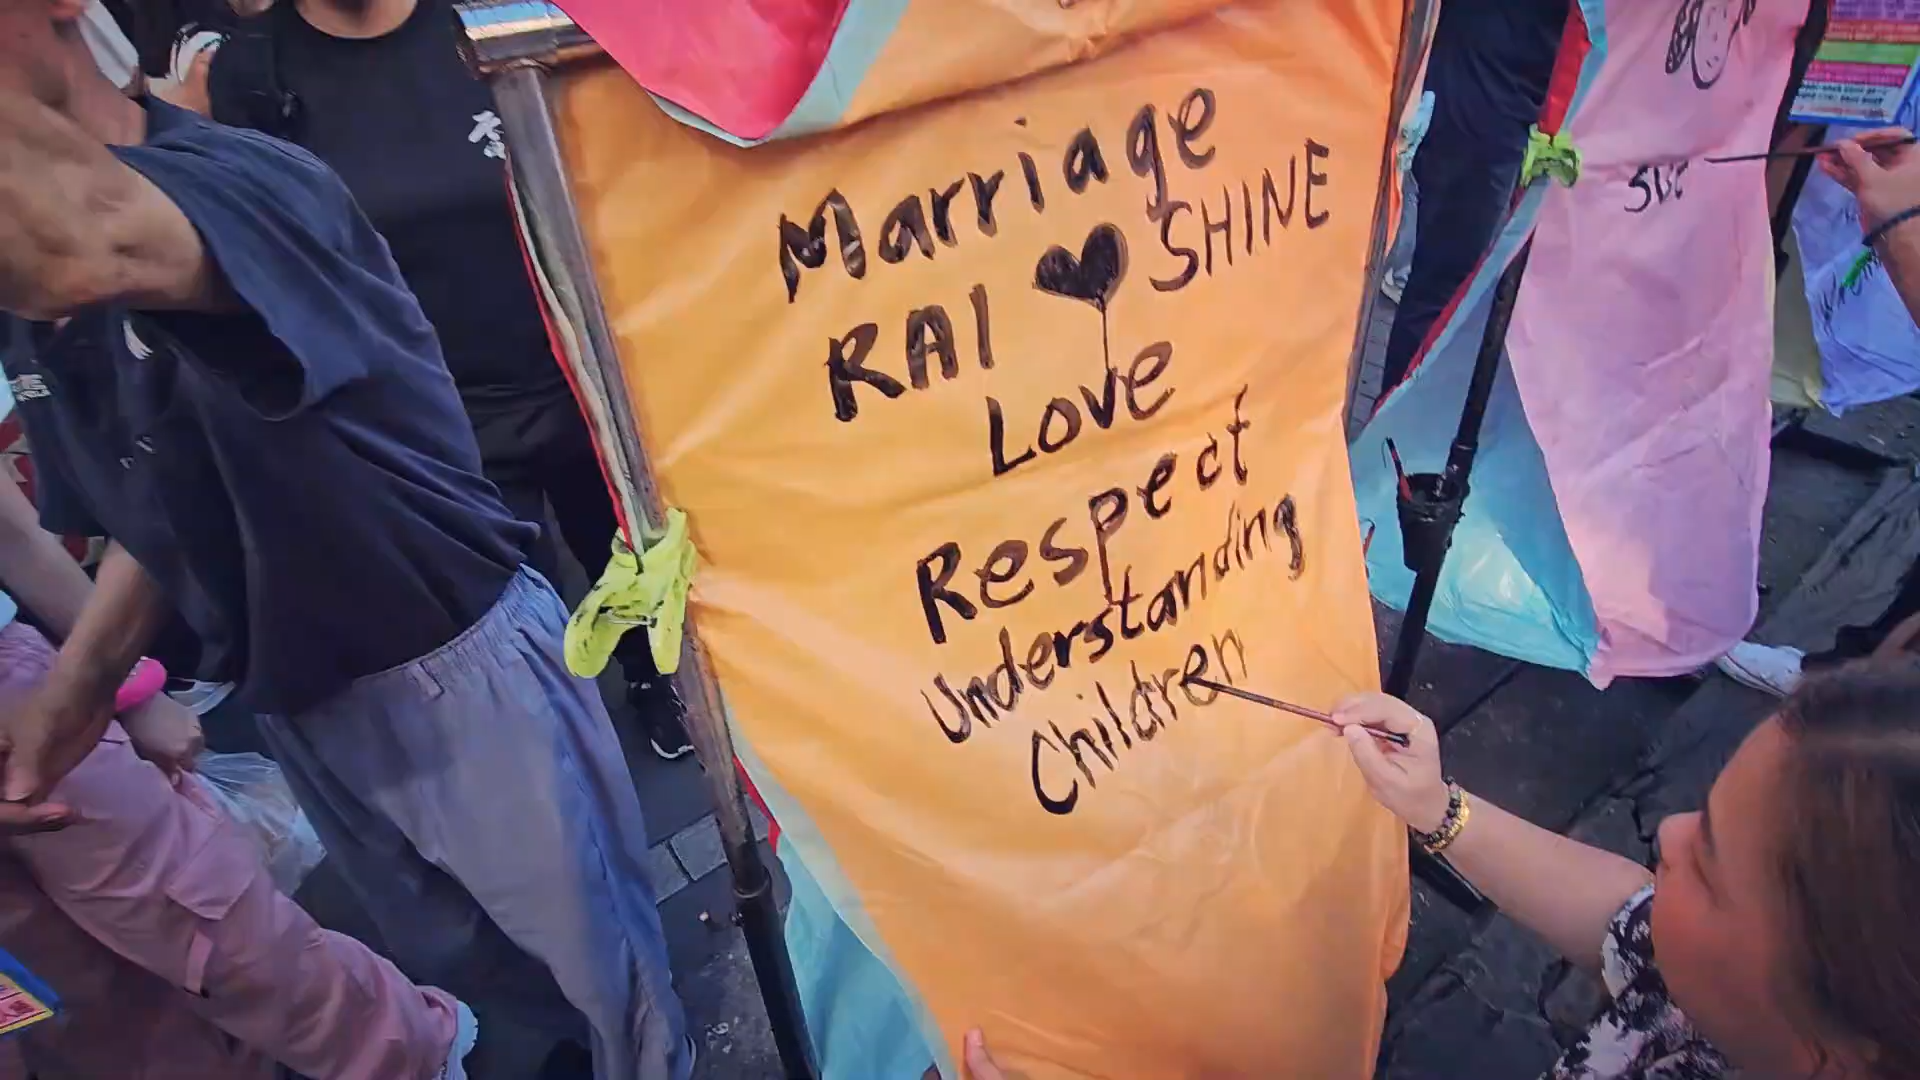 Marriage
RAI ♥ SHINE
Love
Respect
Understanding
Children